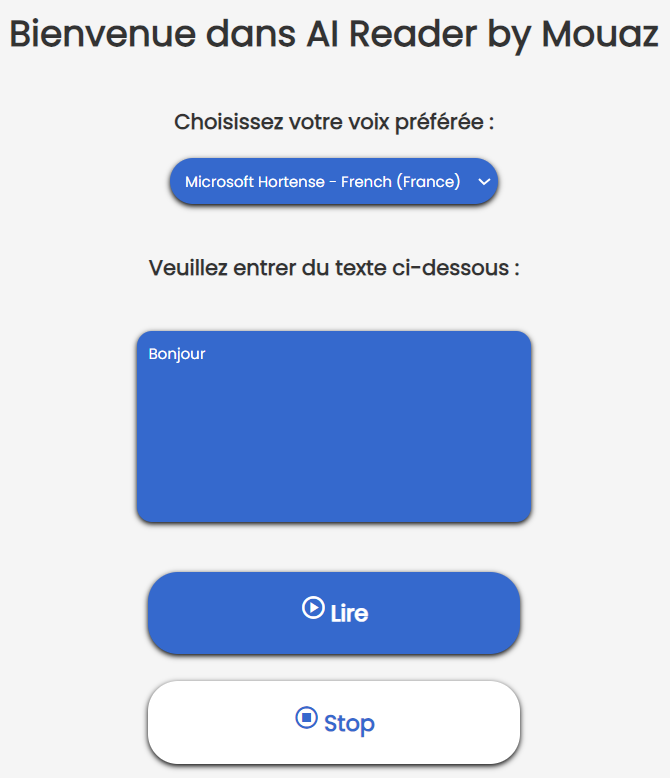 Bienvenue dans AI Reader by Mouaz
Choisissez votre voix préférée :
Microsoft Hortense - French (France)
Veuillez entrer du texte ci-dessous :
Bonjour
Lire
Stop